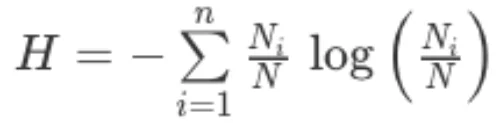 H = - \sum_{i=1}^{n} \frac{N_i}{N} \log \left( \frac{N_i}{N} \right)